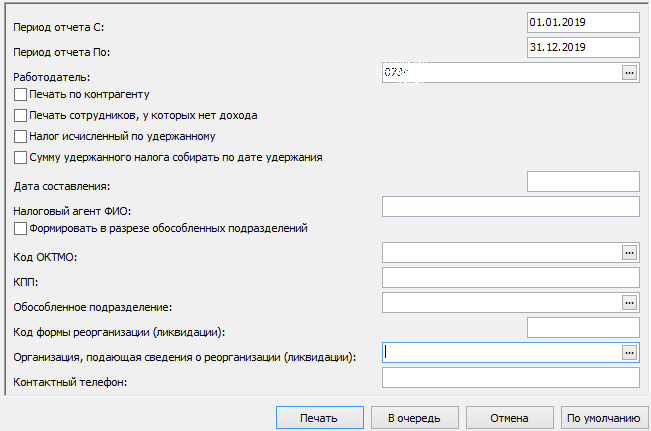 Период отчета С: 01.01.2019
Период отчета По: 31.12.2019
Работодатель: ...
Печать по контрагенту
Печать сотрудников, у которых нет дохода
Налог исчисленный по удержанному
Сумму удержанного налога собирать по дате удержания
Дата составления:
Налоговый агент ФИО:
Формировать в разрезе обособленных подразделений
Код ОКТМО: ...
КПП:
Обособленное подразделение: ...
Код формы реорганизации (ликвидации):
Организация, подающая сведения о реорганизации (ликвидации): ...
Контактный телефон:
Печать В очередь Отмена По умолчанию